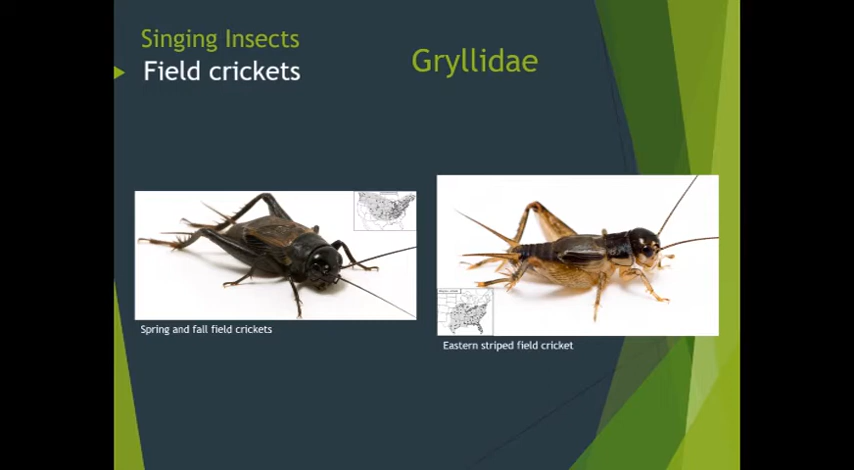 Singing Insects
Field crickets
Gryllidae
Spring and fall field crickets
Eastern striped field cricket